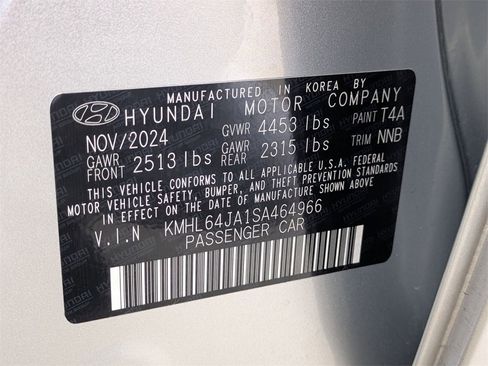 MANUFACTURED IN KOREA BY
HYUNDAI MOTOR COMPANY
NOV/2024 GVWR 4453 lbs PAINT T4A
GAWR FRONT 2513 lbs GAWR REAR 2315 lbs TRIM NNB
THIS VEHICLE CONFORMS TO ALL APPLICABLE U.S.A. FEDERAL
MOTOR VEHICLE SAFETY, BUMPER, AND THEFT PREVENTION
STANDARDS IN EFFECT ON THE DATE OF MANUFACTURE SHOWN ABOVE.
V.I.N KMHL64JA1SA464966
PASSENGER CAR